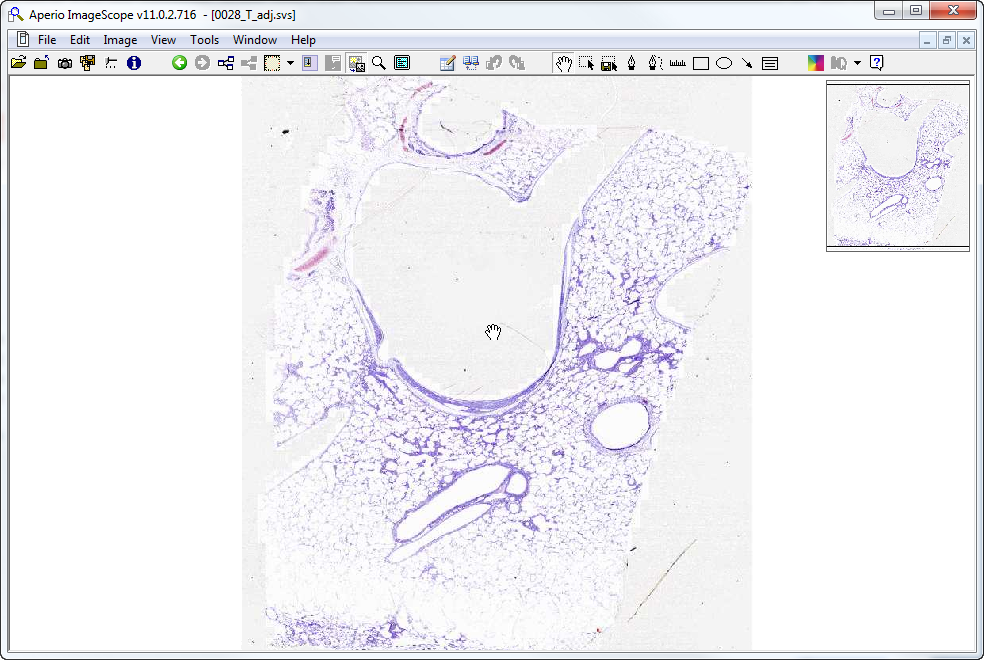 Aperio ImageScope v11.0.2.716 - [0028_T_adj.svs]
File Edit Image View Tools Window Help